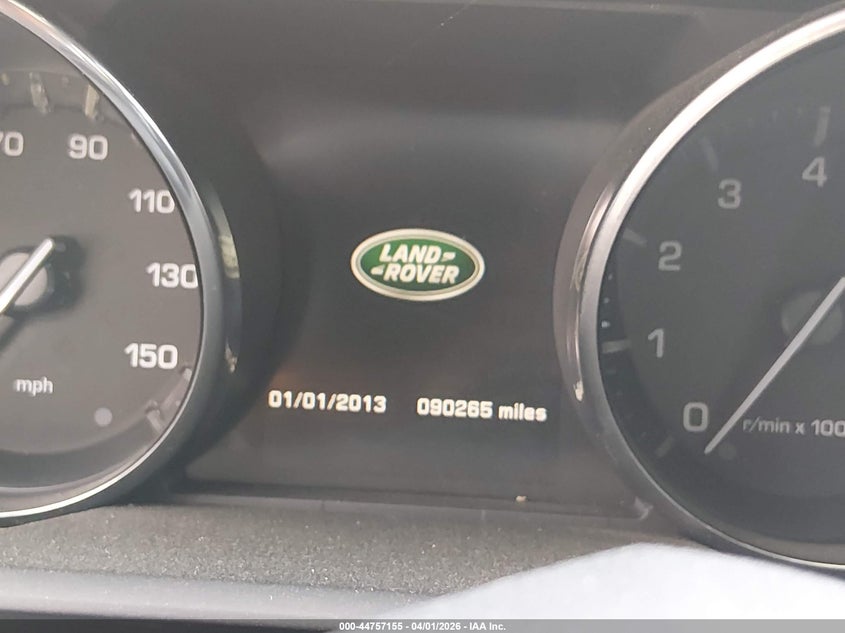 70
90
110
130
150
mph
LAND
ROVER
01/01/2013 090265 miles
4
3
2
1
0
r/min x 100
000-44757155 - 04/01/2026 - IAA Inc.